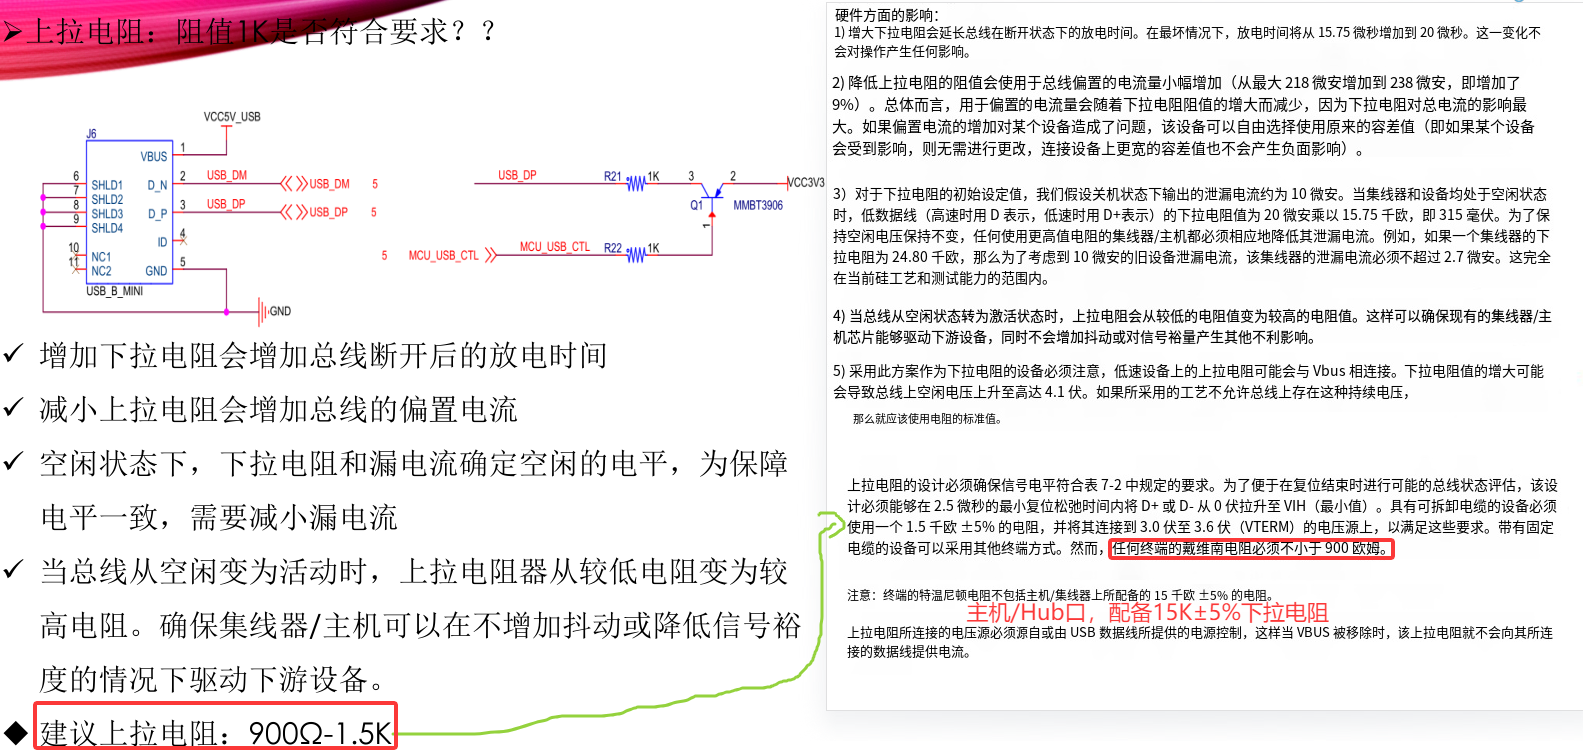 ➢上拉电阻：阻值1K是否符合要求？？
VCC5V_USB
J6
VBUS 1
6 SHLD1 D_N 2 USB_DM USB_DM 5
7 SHLD2
8 SHLD3 D_P 3 USB_DP USB_DP 5
9 SHLD4
ID 4
10 NC1
11 NC2 GND 5
USB_B_MINI
GND
USB_DP R21 1K 3 2 VCC3V3
Q1 MMBT3906
1
5 MCU_USB_CTL MCU_USB_CTL R22 1K
✓ 增加下拉电阻会增加总线断开后的放电时间
✓ 减小上拉电阻会增加总线的偏置电流
✓ 空闲状态下，下拉电阻和漏电流确定空闲的电平，为保障
电平一致，需要减小漏电流
✓ 当总线从空闲变为活动时，上拉电阻器从较低电阻变为较
高电阻。确保集线器/主机可以在不增加抖动或降低信号裕
度的情况下驱动下游设备。
◆ 建议上拉电阻：900Ω-1.5K
硬件方面的影响：
1) 增大下拉电阻会延长总线在断开状态下的放电时间。在最坏情况下，放电时间将从 15.75 微秒增加到 20 微秒。这一变化不
会对操作产生任何影响。
2) 降低上拉电阻的阻值会使用于总线偏置的电流量小幅增加（从最大 218 微安增加到 238 微安，即增加了
9%）。总体而言，用于偏置的电流量会随着下拉电阻阻值的增大而减少，因为下拉电阻对总电流的影响最
大。如果偏置电流的增加对某个设备造成了问题，该设备可以自由选择使用原来的容差值（即如果某个设备
会受到影响，则无需进行更改，连接设备上更宽的容差值也不会产生负面影响）。
3）对于下拉电阻的初始设定值，我们假设关机状态下输出的泄漏电流约为 10 微安。当集线器和设备均处于空闲状态
时，低数据线（高速时用 D 表示，低速时用 D+表示）的下拉电阻值为 20 微安乘以 15.75 千欧，即 315 毫伏。为了保
持空闲电压保持不变，任何使用更高值电阻的集线器/主机都必须相应地降低其泄漏电流。例如，如果一个集线器的下
拉电阻为 24.80 千欧，那么为了考虑到 10 微安的旧设备泄漏电流，该集线器的泄漏电流必须不超过 2.7 微安。这完全
在当前硅工艺和测试能力的范围内。
4) 当总线从空闲状态转为激活状态时，上拉电阻会从较低的电阻值变为较高的电阻值。这样可以确保现有的集线器/主
机芯片能够驱动下游设备，同时不会增加抖动或对信号裕量产生其他不利影响。
5) 采用此方案作为下拉电阻的设备必须注意，低速设备上的上拉电阻可能会与 Vbus 相连接。下拉电阻值的增大可能
会导致总线上空闲电压上升至高达 4.1 伏。如果所采用的工艺不允许总线上存在这种持续电压，
那么就应该使用电阻的标准值。
上拉电阻的设计必须确保信号电平符合表 7-2 中规定的要求。为了便于在复位结束时进行可能的总线状态评估，该设
计必须能够在 2.5 微秒的最小复位松弛时间内将 D+ 或 D- 从 0 伏拉升至 VIH（最小值）。具有可拆卸电缆的设备必须
使用一个 1.5 千欧 ±5% 的电阻，并将其连接到 3.0 伏至 3.6 伏（VTERM）的电压源上，以满足这些要求。带有固定
电缆的设备可以采用其他终端方式。然而，任何终端的戴维南电阻必须不小于 900 欧姆。
注意：终端的特温尼顿电阻不包括主机/集线器上所配备的 15 千欧 ±5% 的电阻。
主机/Hub口，配备15K±5%下拉电阻
上拉电阻所连接的电压源必须源自或由 USB 数据线所提供的电源控制，这样当 VBUS 被移除时，该上拉电阻就不会向其所连
接的数据线提供电流。